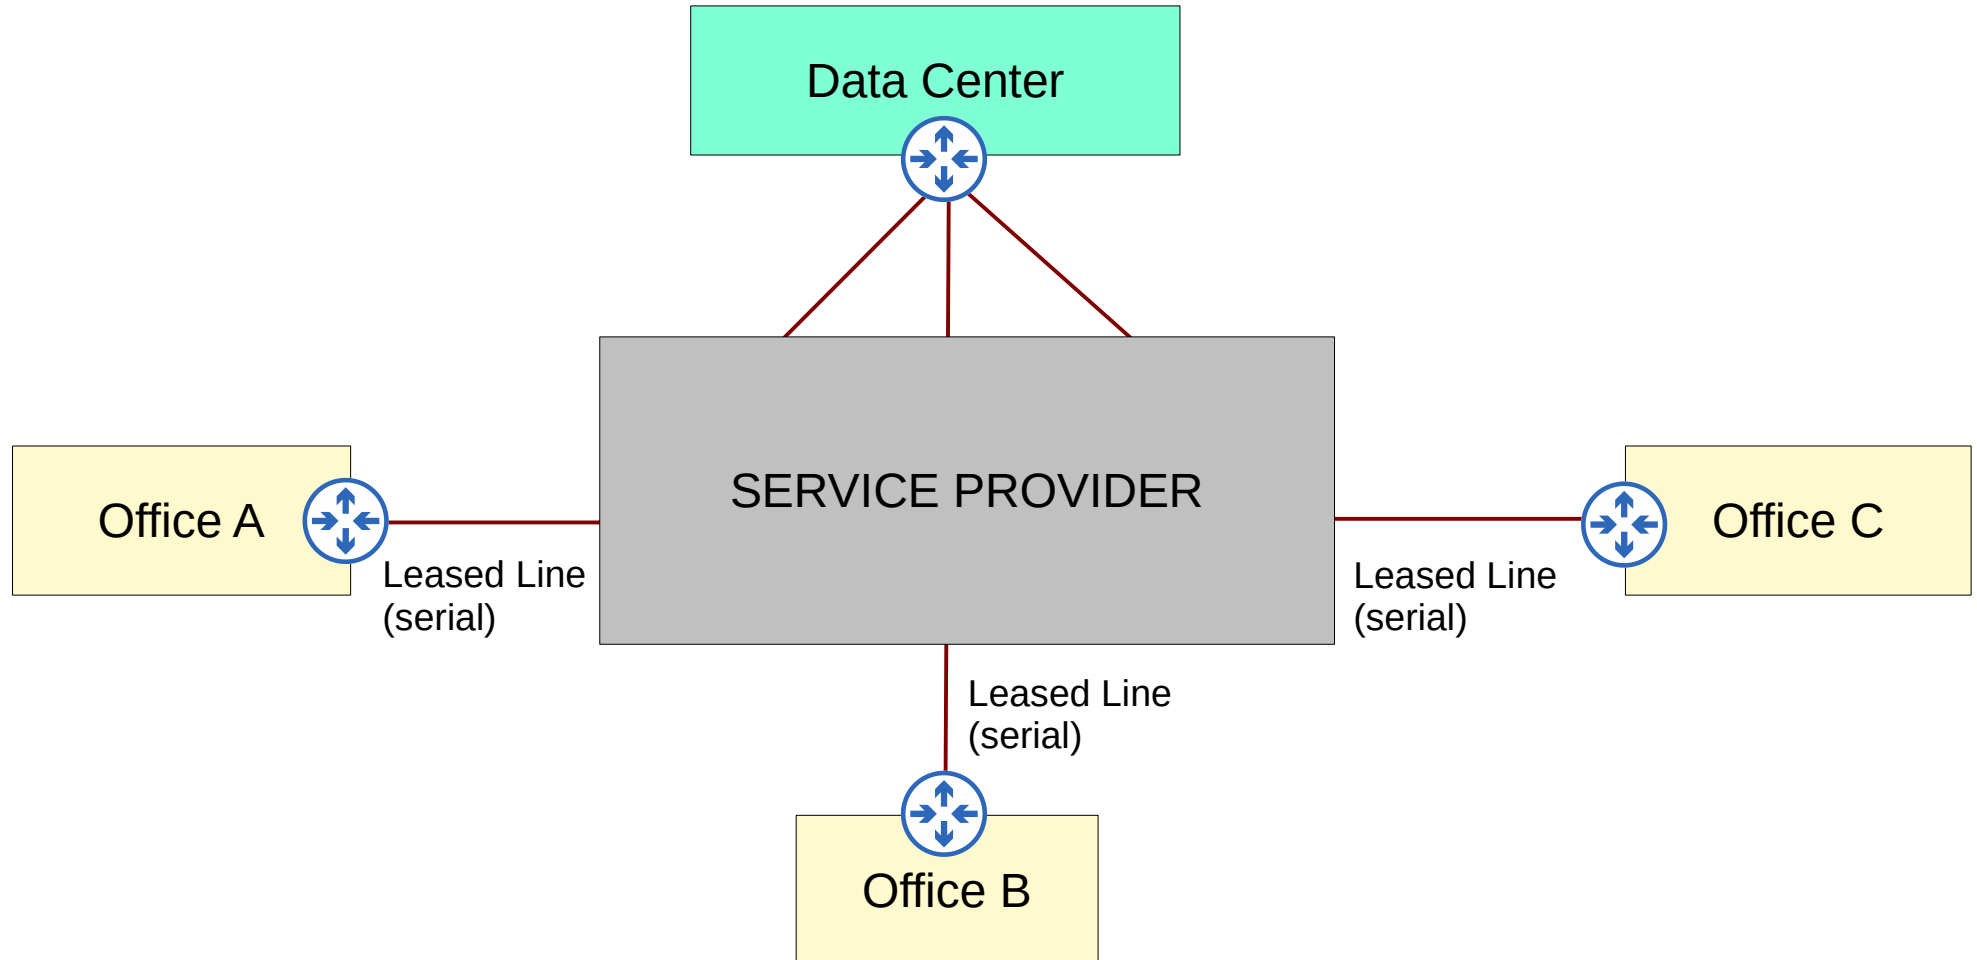 Data Center
SERVICE PROVIDER
Office A
Leased Line
(serial)
Office C
Leased Line
(serial)
Leased Line
(serial)
Office B